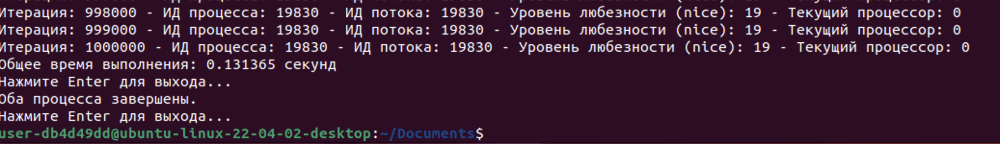 Итерация: 998000 - ИД процесса: 19830 - ИД потока: 19830 - Уровень любезности (nice): 19 - Текущий процессор: 0
Итерация: 999000 - ИД процесса: 19830 - ИД потока: 19830 - Уровень любезности (nice): 19 - Текущий процессор: 0
Итерация: 1000000 - ИД процесса: 19830 - ИД потока: 19830 - Уровень любезности (nice): 19 - Текущий процессор: 0
Общее время выполнения: 0.131365 секунд
Нажмите Enter для выхода...
Оба процесса завершены.
Нажмите Enter для выхода...
user-db4d49dd@ubuntu-linux-22-04-02-desktop:~/Documents$